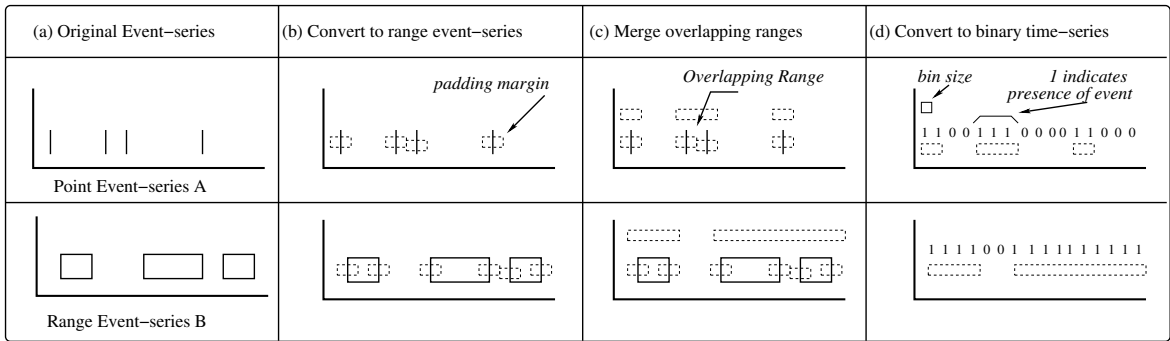 (a) Original Event−series
(b) Convert to range event−series
(c) Merge overlapping ranges
(d) Convert to binary time−series
padding margin
Overlapping Range
bin size
1 indicates
presence of event
1 1 0 0 1 1 1 0 0 0 0 1 1 0 0 0
Point Event−series A
1 1 1 1 0 0 1 1 1 1 1 1 1 1 1 1
Range Event−series B